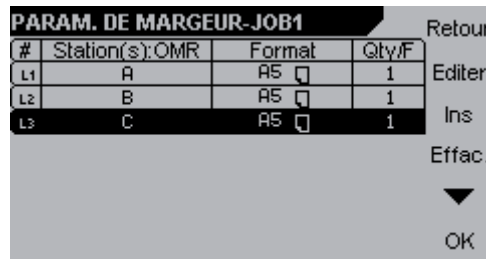 PARAM. DE MARGEUR-JOB1
Retour
# Station(s):OMR Format Qty/F
L1 A A5 1
Editer
L2 B A5 1
L3 C A5 1
Ins
Effac.
OK